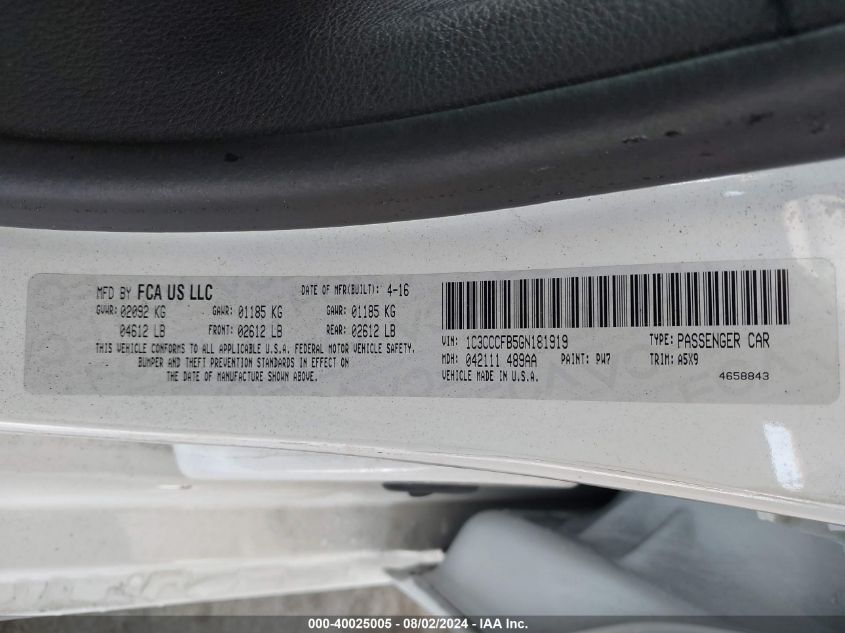 MFD BY FCA US LLC
DATE OF MFR(BUILT): 4-16
GVWR: 02092 KG GAWR: 01185 KG GAWR: 01185 KG
04612 LB FRONT: 02612 LB REAR: 02612 LB
THIS VEHICLE CONFORMS TO ALL APPLICABLE U.S.A. FEDERAL MOTOR VEHICLE SAFETY,
BUMPER AND THEFT PREVENTION STANDARDS IN EFFECT ON
THE DATE OF MANUFACTURE SHOWN ABOVE.
VIN: 1C3CCCFB5GN181919 TYPE: PASSENGER CAR
MDH: 042111 489AA PAINT: PW7 TRIM: A5X9
VEHICLE MADE IN U.S.A. 4658843
000-40025005 - 08/02/2024 - IAA Inc.